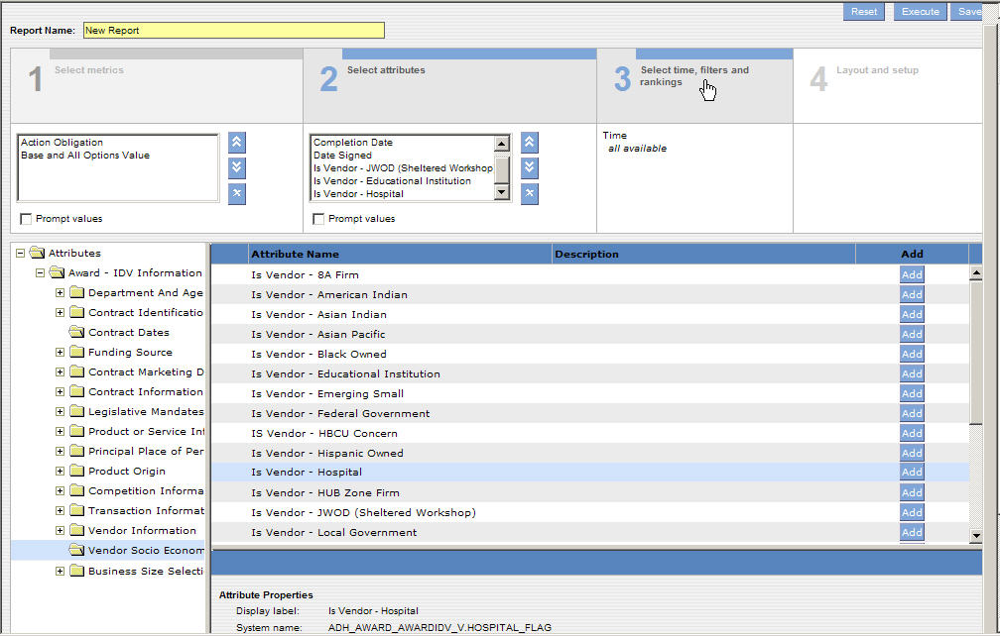 Reset Execute Save
Report Name: New Report
1 Select metrics
2 Select attributes
3 Select time, filters and rankings
4 Layout and setup
Action Obligation
Base and All Options Value
Prompt values
Completion Date
Date Signed
Is Vendor - JWOD (Sheltered Workshop
Is Vendor - Educational Institution
Is Vendor - Hospital
Prompt values
Time
all available
Attributes
Award - IDV Information
Department And Age
Contract Identificatio
Contract Dates
Funding Source
Contract Marketing D
Contract Information
Legislative Mandates
Product or Service Inf
Principal Place of Per
Product Origin
Competition Informa
Transaction Informat
Vendor Information
Vendor Socio Econom
Business Size Selecti
Attribute Name Description Add
Is Vendor - 8A Firm Add
Is Vendor - American Indian Add
Is Vendor - Asian Indian Add
Is Vendor - Asian Pacific Add
Is Vendor - Black Owned Add
Is Vendor - Educational Institution Add
Is Vendor - Emerging Small Add
Is Vendor - Federal Government Add
IS Vendor - HBCU Concern Add
Is Vendor - Hispanic Owned Add
Is Vendor - Hospital Add
Is Vendor - HUB Zone Firm Add
Is Vendor - JWOD (Sheltered Workshop) Add
Is Vendor - Local Government Add
Attribute Properties
Display label: Is Vendor - Hospital
System name: ADH_AWARD_AWARDIDV_V.HOSPITAL_FLAG